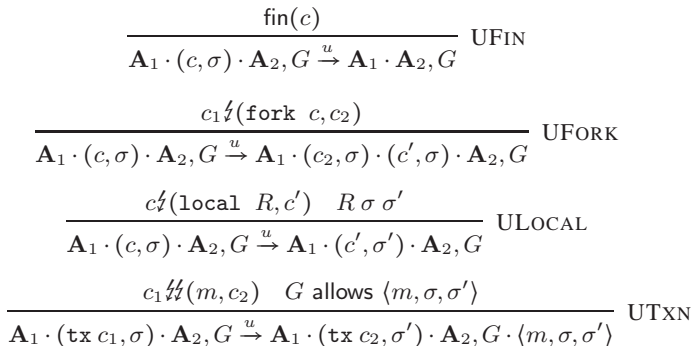 fin(c)
A₁ · (c, σ) · A₂, G →ᵘ A₁ · A₂, G UFIN
c₁ ↯(fork c, c₂)
A₁ · (c, σ) · A₂, G →ᵘ A₁ · (c₂, σ) · (c′, σ) · A₂, G UFORK
c↯(local R, c′) R σ σ′
A₁ · (c, σ) · A₂, G →ᵘ A₁ · (c′, σ′) · A₂, G ULOCAL
c₁ ↯↯(m, c₂) G allows ⟨m, σ, σ′⟩
A₁ · (tx c₁, σ) · A₂, G →ᵘ A₁ · (tx c₂, σ′) · A₂, G · ⟨m, σ, σ′⟩ UTXN